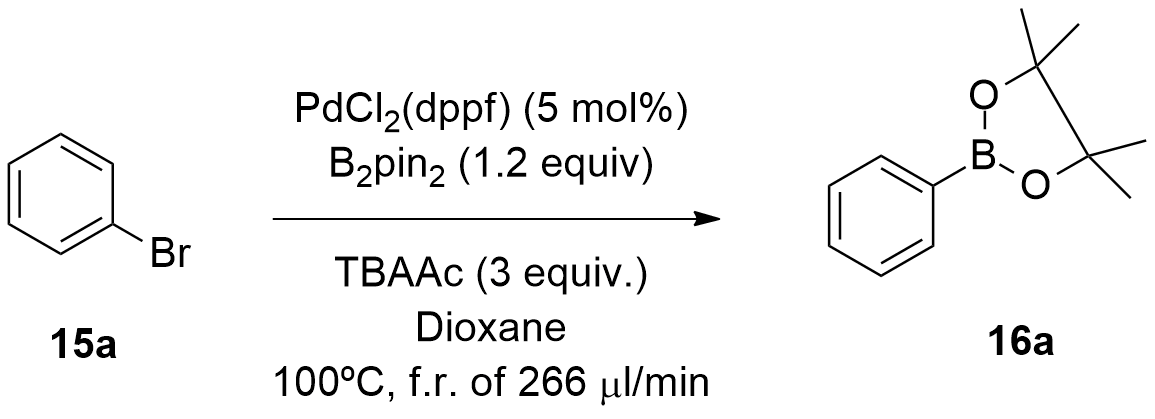 PdCl₂(dppf) (5 mol%)
B₂pin₂ (1.2 equiv)
TBAAc (3 equiv.)
Dioxane
100ºC, f.r. of 266 μl/min
Br
15a
O
B
O
16a